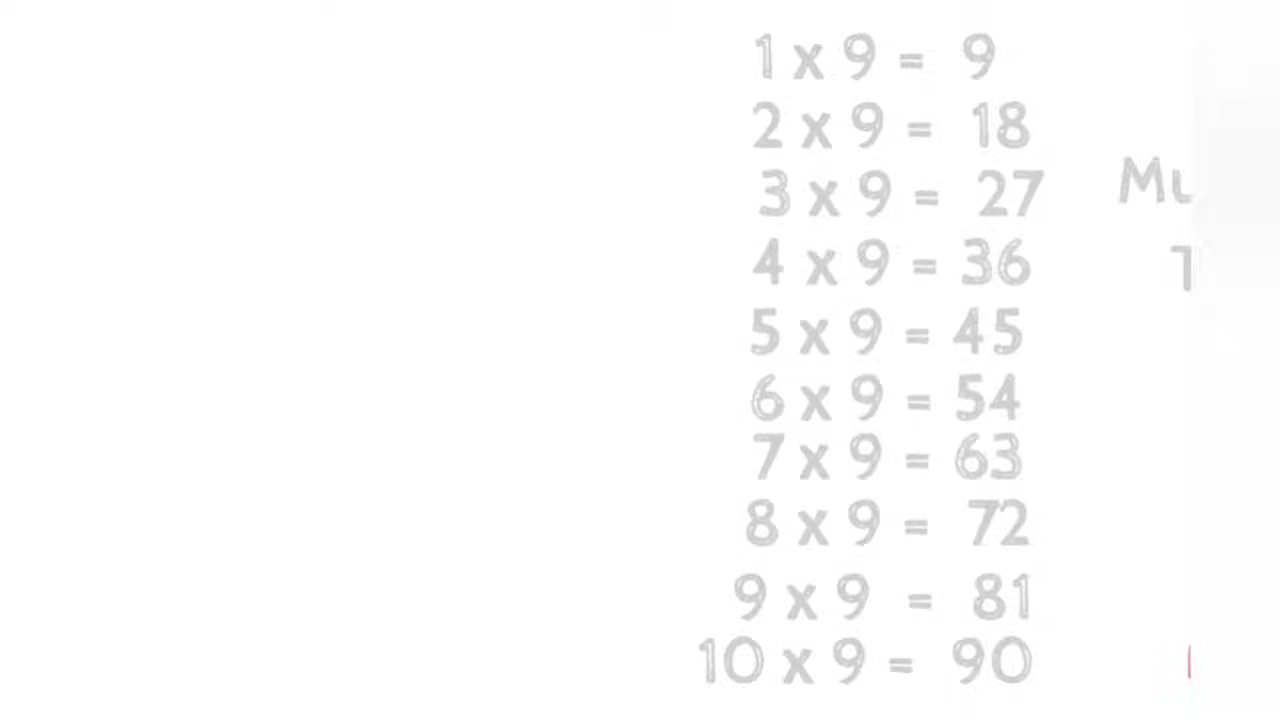 1 x 9 = 9
2 x 9 = 18
3 x 9 = 27
4 x 9 = 36
5 x 9 = 45
6 x 9 = 54
7 x 9 = 63
8 x 9 = 72
9 x 9 = 81
10 x 9 = 90